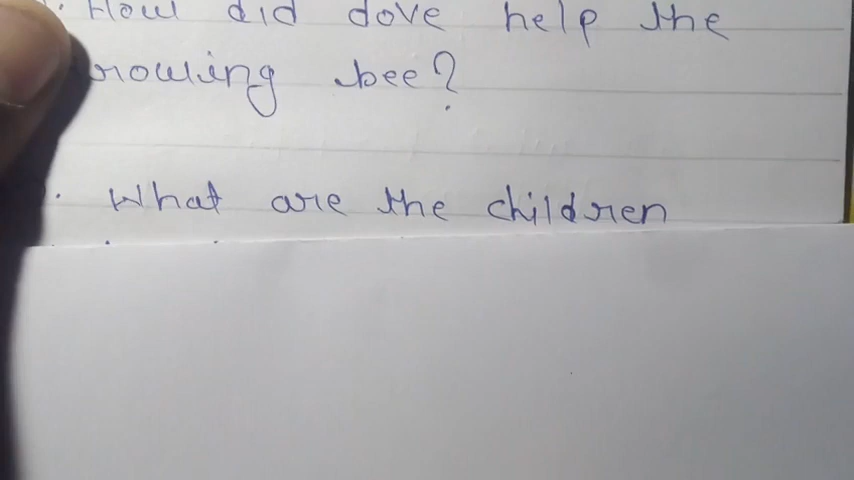 How did dove help the
rowing bee?
What are the children